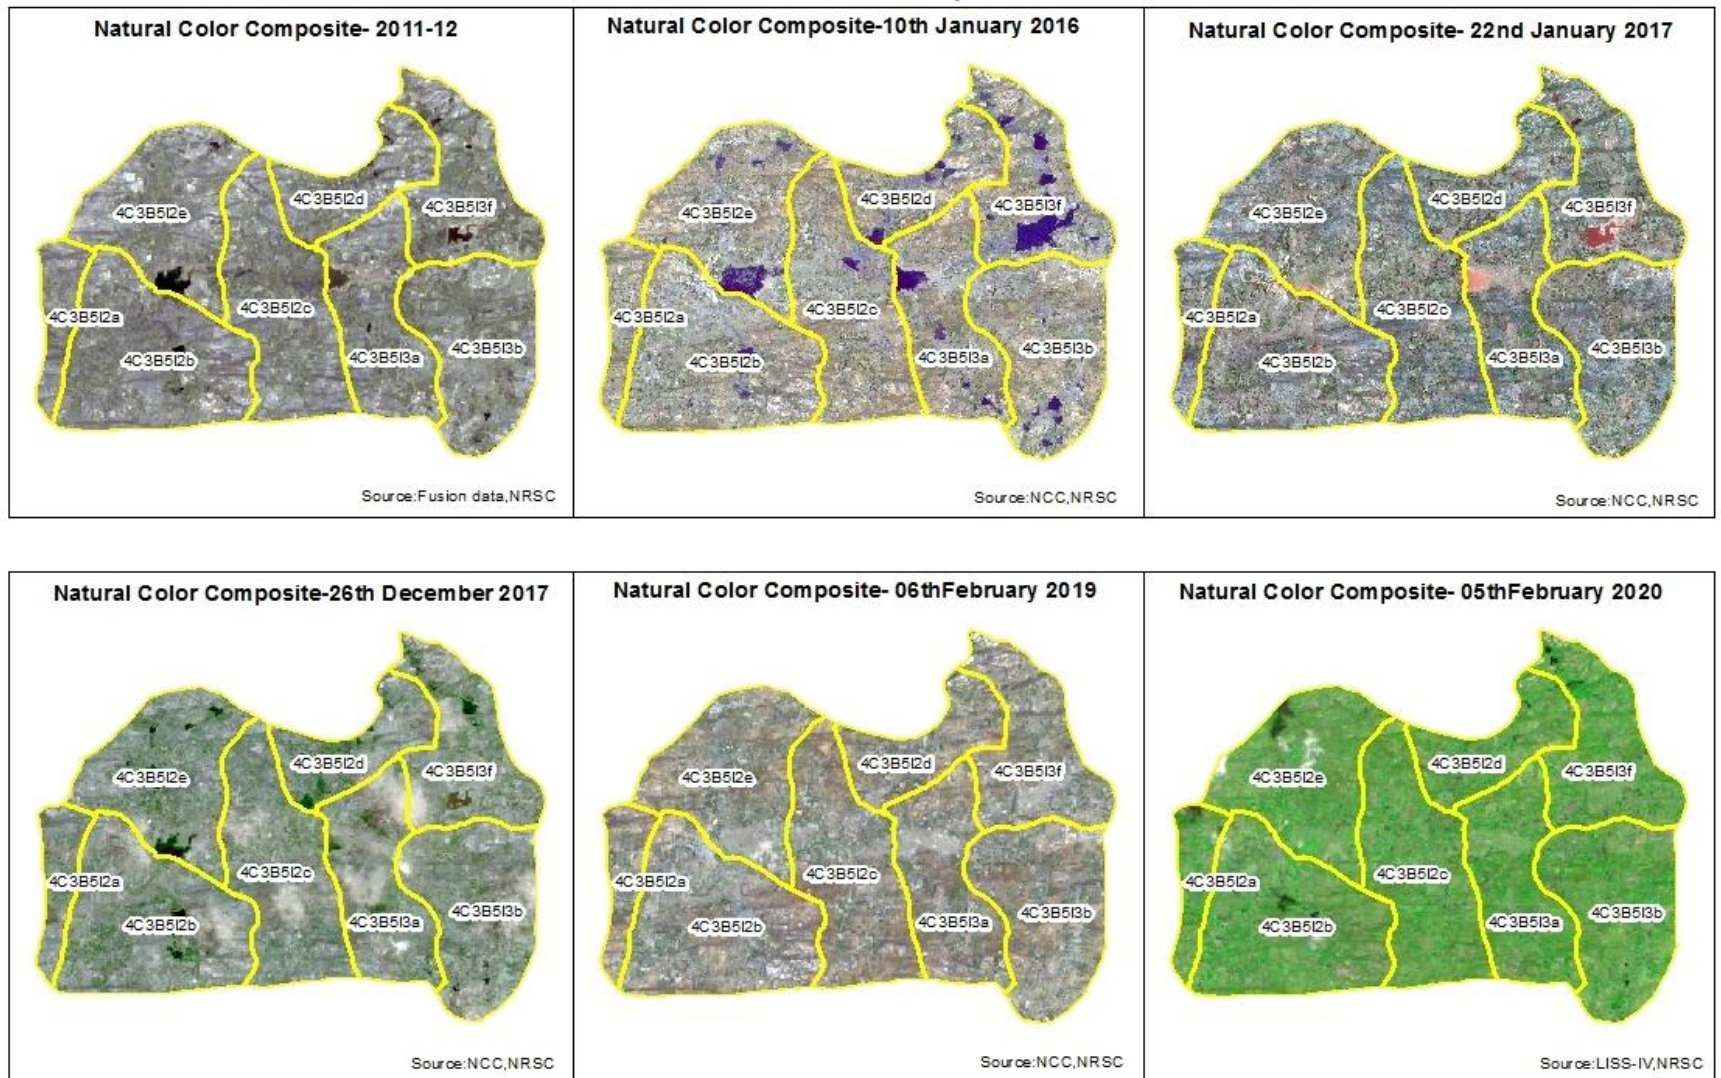 Natural Color Composite- 2011-12
4C3B5I2e
4C3B5I2d
4C3B5I3f
4C3B5I2a
4C3B5I2c
4C3B5I2b
4C3B5I3a
4C3B5I3b
Source:Fusion data,NRSC
Natural Color Composite-10th January 2016
4C3B5I2e
4C3B5I2d
4C3B5I3f
4C3B5I2a
4C3B5I2c
4C3B5I2b
4C3B5I3a
4C3B5I3b
Source:NCC,NRSC
Natural Color Composite- 22nd January 2017
4C3B5I2e
4C3B5I2d
4C3B5I3f
4C3B5I2a
4C3B5I2c
4C3B5I2b
4C3B5I3a
4C3B5I3b
Source:NCC,NRSC
Natural Color Composite-26th December 2017
4C3B5I2e
4C3B5I2d
4C3B5I3f
4C3B5I2a
4C3B5I2c
4C3B5I2b
4C3B5I3a
4C3B5I3b
Source:NCC,NRSC
Natural Color Composite- 06thFebruary 2019
4C3B5I2e
4C3B5I2d
4C3B5I3f
4C3B5I2a
4C3B5I2c
4C3B5I2b
4C3B5I3a
4C3B5I3b
Source:NCC,NRSC
Natural Color Composite- 05thFebruary 2020
4C3B5I2e
4C3B5I2d
4C3B5I3f
4C3B5I2a
4C3B5I2c
4C3B5I2b
4C3B5I3a
4C3B5I3b
Source:LISS-IV,NRSC